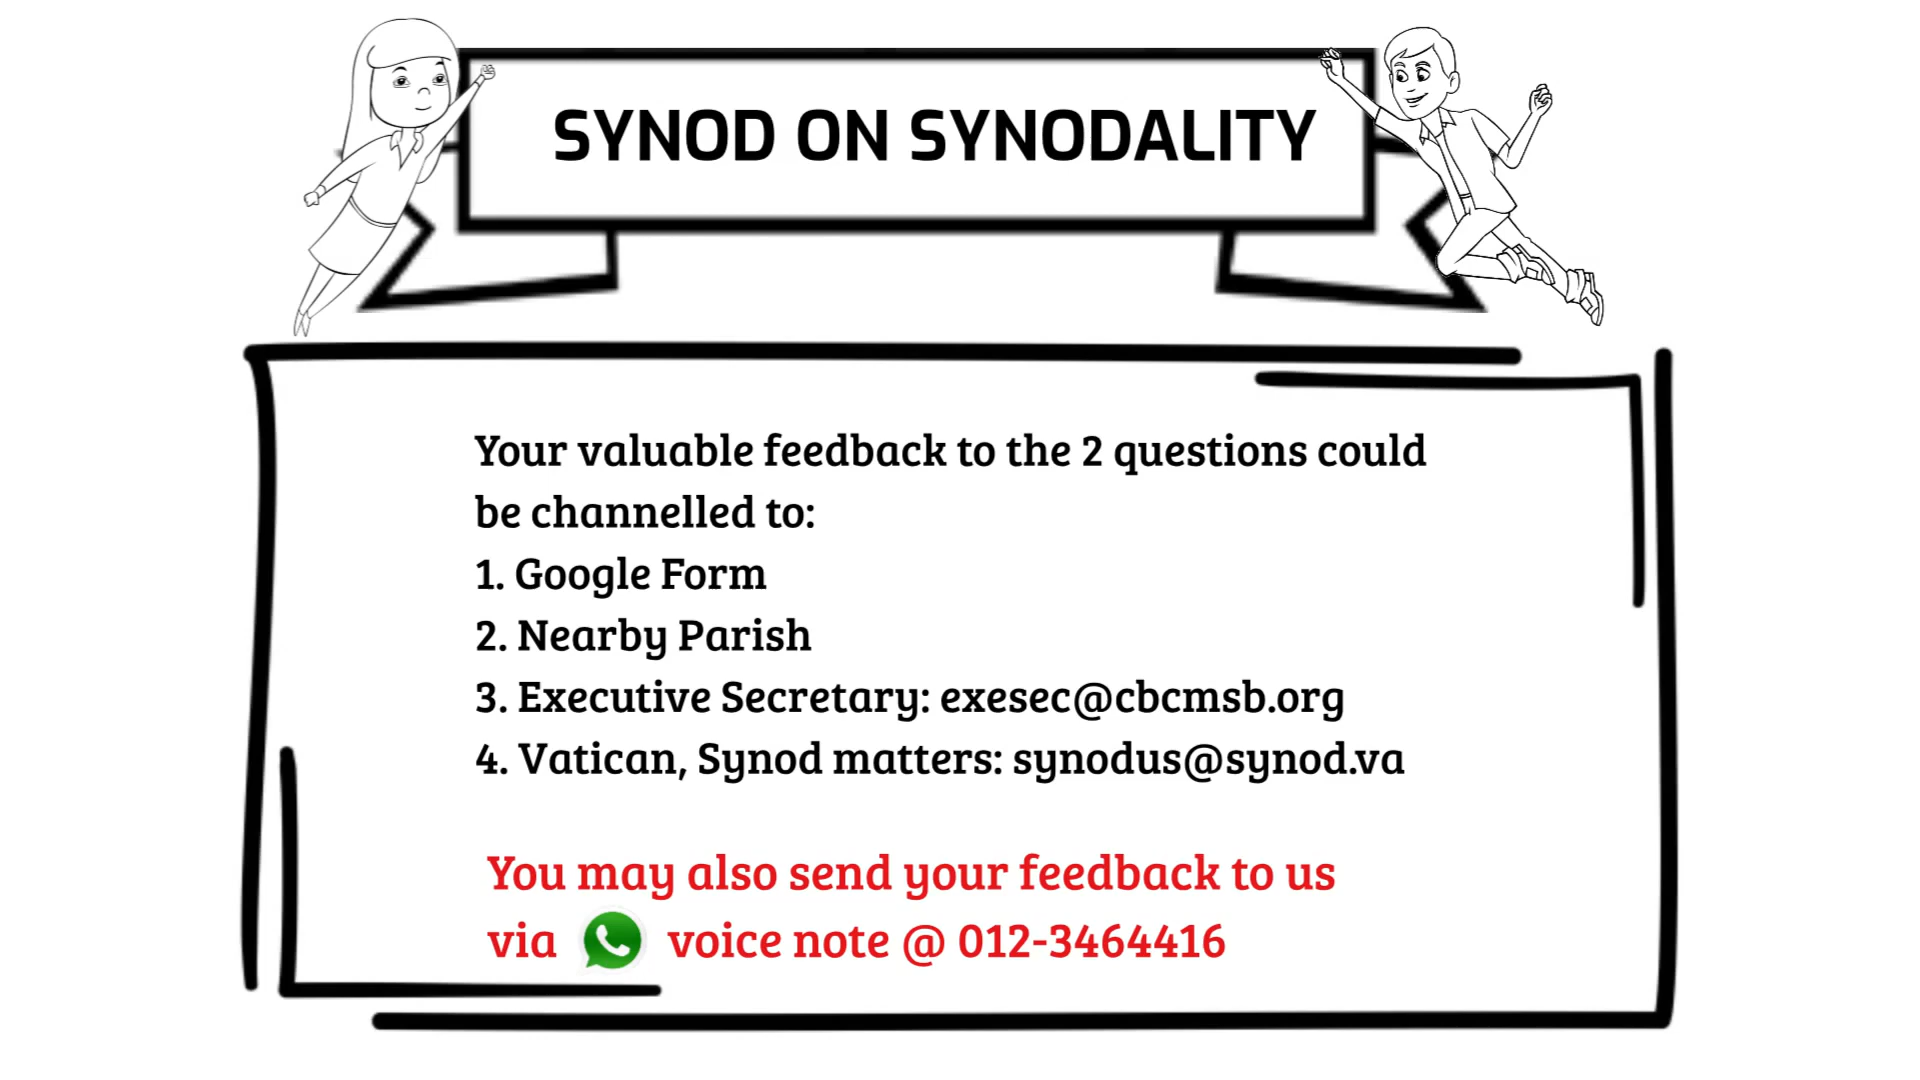 SYNOD ON SYNODALITY
Your valuable feedback to the 2 questions could
be channelled to:
1. Google Form
2. Nearby Parish
3. Executive Secretary: exesec@cbcmsb.org
4. Vatican, Synod matters: synodus@synod.va
You may also send your feedback to us
via voice note @ 012-3464416